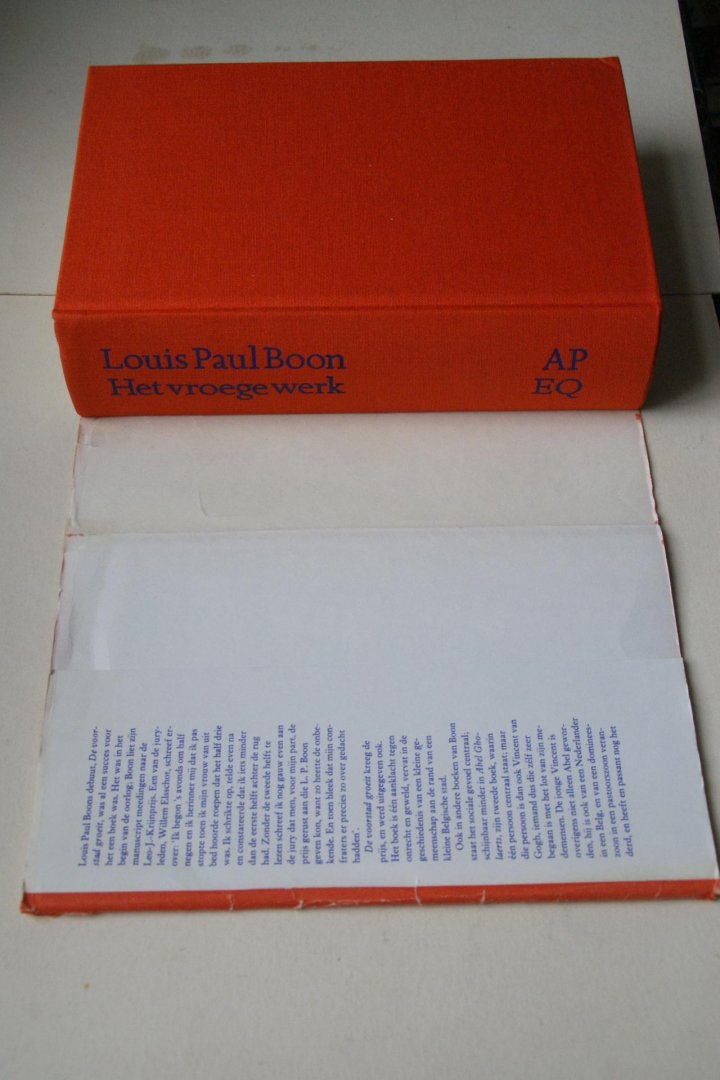 Louis Paul Boon
Het vroege werk
AP
EQ
Louis Paul Boons debuut, De voor-
stad groeit, was al een succes voor
het een boek was. Het was in het
begin van de oorlog; Boon liet zijn
manuscript meedingen naar de
Leo-J.-Krijnprijs. Een van de jury-
leden, Willem Elsschot, schreef er-
over: 'Ik begon 's avonds om half
negen en ik herinner mij dat ik pas
stopte toen ik mijn vrouw van uit
bed hoorde roepen dat het half drie
was. Ik schrikte op, telde even na
en constateerde dat ik iets minder
dan de eerste helft achter de rug
had. Zonder de tweede helft te
lezen schreef ik nog gauw even aan
de jury dat men, voor mijn part, de
prijs gerust aan die L. P. Boon
geven kon, want zo heette de onbe-
kende. En toen bleek dat mijn con-
fraters er precies zo over gedacht
hadden'.
De voorstad groeit kreeg de
prijs, en werd uitgegeven ook.
Het boek is één aanklacht tegen
onrecht en geweld, vervat in de
geschiedenis van een kleine ge-
meenschap aan de rand van een
kleine Belgische stad.
Ook in andere boeken van Boon
staat het sociale gevoel centraal;
schijnbaar minder in Abel Gho-
laerts, zijn tweede boek, waarin
één persoon centraal staat; maar
die persoon is dan ook Vincent van
Gogh, iemand dus die zélf zeer
begaan is met het lot van zijn me-
demensen. De jonge Vincent is
overigens niet alleen Abel gewor-
den, hij is ook van een Nederlander
in een Belg, en van een dominees-
zoon in een pastoorszoon veran-
derd, en heeft en passant nog het